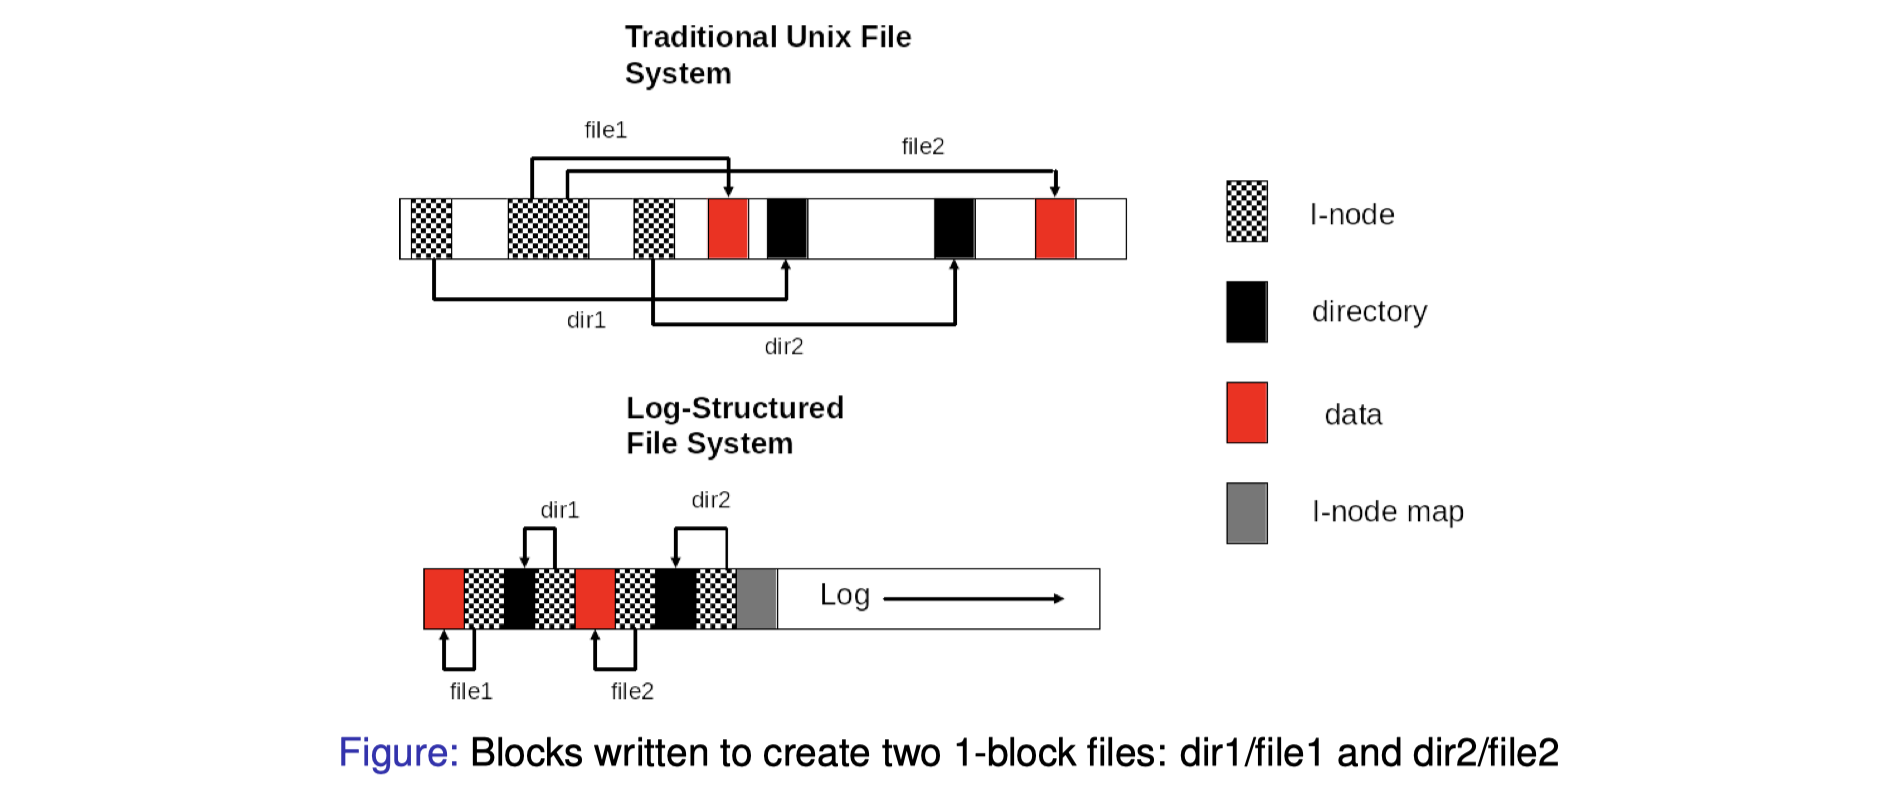 Traditional Unix File
System
file1
file2
I-node
directory
dir1
dir2
Log-Structured
File System
data
dir1
dir2
I-node map
Log
file1
file2
Figure: Blocks written to create two 1-block files: dir1/file1 and dir2/file2